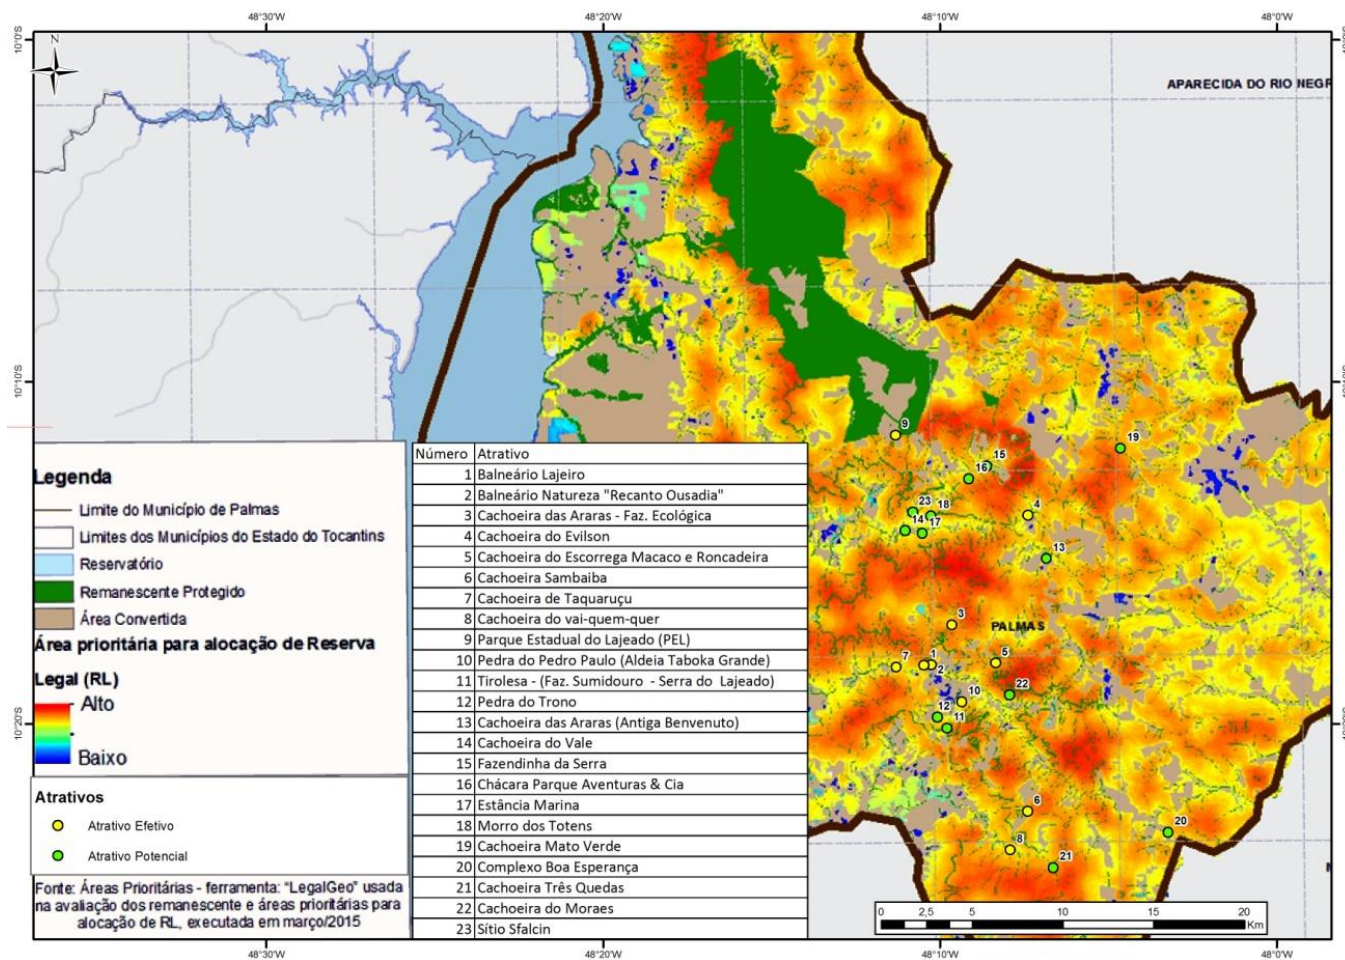 48°30'W 48°20'W 48°10'W 48°0'W
10°0'S
N
APARECIDA DO RIO NEGR
10°10'S 10°10'S
9
19
15
16
23
18
4
14
17
13
3
PALMAS
7
1
2
5
22
10
12
11
10°20'S
6
8
20
21
Legenda
Limite do Município de Palmas
Limites dos Municípios do Estado do Tocantins
Reservatório
Remanescente Protegido
Área Convertida
Área prioritária para alocação de Reserva
Legal (RL)
Alto
Baixo
Atrativos
Atrativo Efetivo
Atrativo Potencial
Fonte: Áreas Prioritárias - ferramenta: "LegalGeo" usada
na avaliação dos remanescente e áreas prioritárias para
alocação de RL, executada em março/2015
Número Atrativo
1 Balneário Lajeiro
2 Balneário Natureza "Recanto Ousadia"
3 Cachoeira das Araras - Faz. Ecológica
4 Cachoeira do Evilson
5 Cachoeira do Escorrega Macaco e Roncadeira
6 Cachoeira Sambaiba
7 Cachoeira de Taquaruçu
8 Cachoeira do vai-quem-quer
9 Parque Estadual do Lajeado (PEL)
10 Pedra do Pedro Paulo (Aldeia Taboka Grande)
11 Tirolesa - (Faz. Sumidouro - Serra do Lajeado)
12 Pedra do Trono
13 Cachoeira das Araras (Antiga Benvenuto)
14 Cachoeira do Vale
15 Fazendinha da Serra
16 Chácara Parque Aventuras & Cia
17 Estância Marina
18 Morro dos Totens
19 Cachoeira Mato Verde
20 Complexo Boa Esperança
21 Cachoeira Três Quedas
22 Cachoeira do Moraes
23 Sítio Sfalcin
0 2,5 5 10 15 20
Km
48°30'W 48°20'W 48°10'W 48°0'W